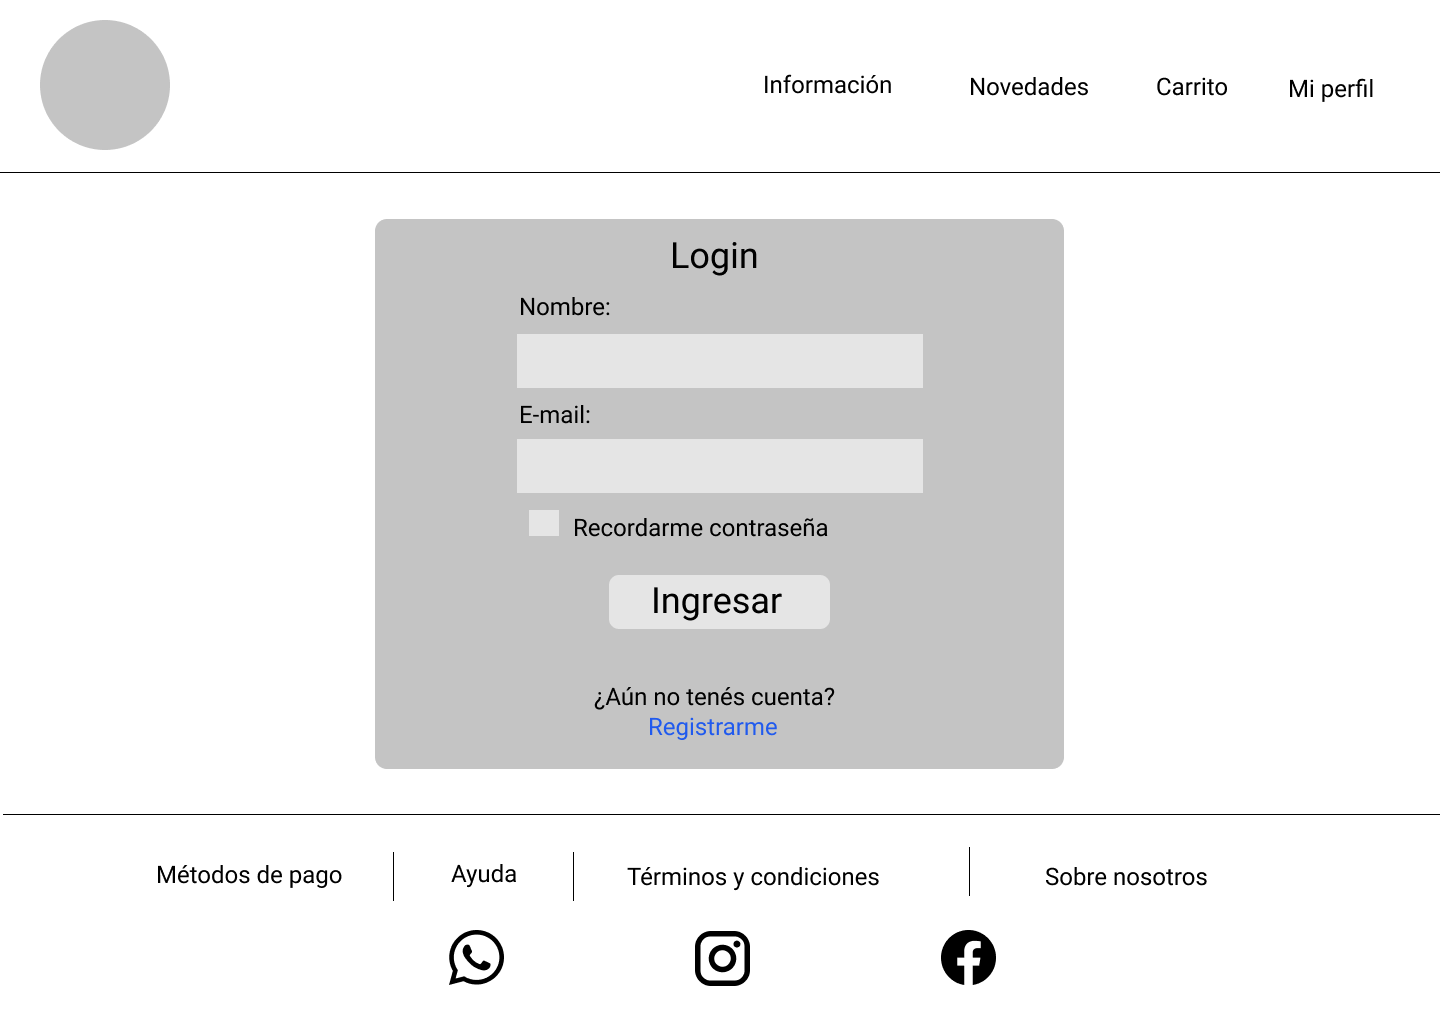 Información Novedades Carrito Mi perfil
Login
Nombre:
E-mail:
Recordarme contraseña
Ingresar
¿Aún no tenés cuenta?
Registrarme
Métodos de pago Ayuda Términos y condiciones Sobre nosotros